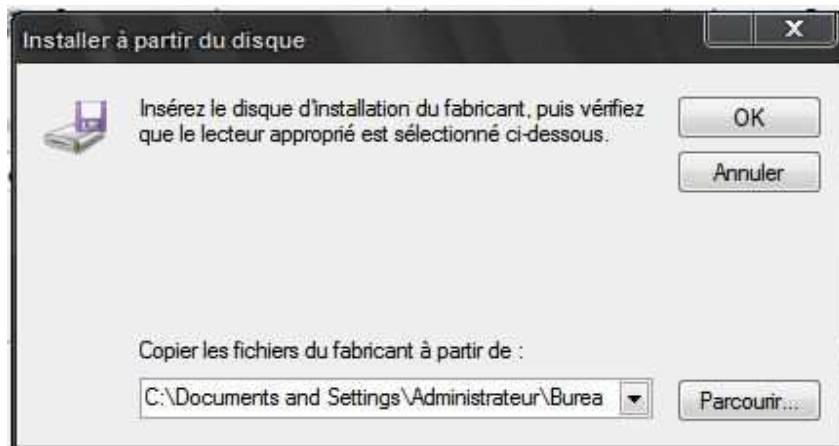 Installer à partir du disque
X
Insérez le disque d'installation du fabricant, puis vérifiez
que le lecteur approprié est sélectionné ci-dessous.
OK
Annuler
Copier les fichiers du fabricant à partir de :
C:\Documents and Settings\Administrateur\Burea
Parcourir...